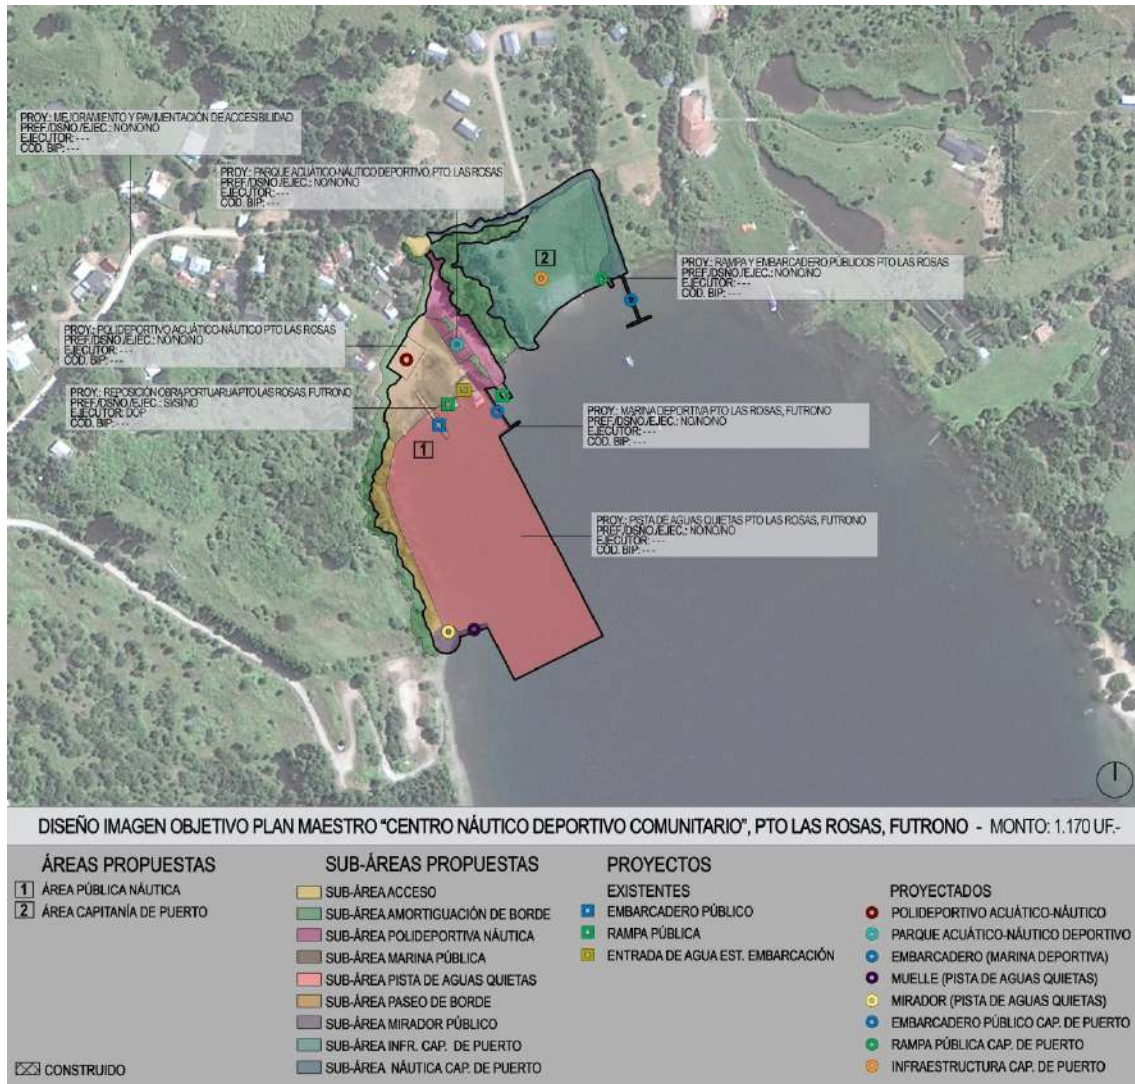 PROY.: MEJORAMIENTO Y PAVIMENTACIÓN DE ACCESIBILIDAD
PREF./DSÑO./EJEC.: NO/NO/NO
EJECUTOR: ---
CÓD. BIP: ---
PROY.: PARQUE ACUÁTICO-NÁUTICO DEPORTIVO, PTO. LAS ROSAS
PREF./DSÑO./EJEC.: NO/NO/NO
EJECUTOR: ---
CÓD. BIP: ---
2
PROY.: RAMPA Y EMBARCADERO PÚBLICOS PTO LAS ROSAS
PREF./DSÑO./EJEC.: NO/NO/NO
EJECUTOR: ---
CÓD. BIP: ---
PROY.: POLIDEPORTIVO ACUÁTICO-NÁUTICO PTO LAS ROSAS
PREF./DSÑO./EJEC.: NO/NO/NO
EJECUTOR: ---
CÓD. BIP: ---
PROY.: REPOSICIÓN OBRA PORTUARIA PTO LAS ROSAS, FUTRONO
PREF./DSÑO./EJEC.: SI/SI/NO
EJECUTOR: DOP
CÓD. BIP: ---
PROY.: MARINA DEPORTIVA PTO LAS ROSAS, FUTRONO
PREF./DSÑO./EJEC.: NO/NO/NO
EJECUTOR: ---
CÓD. BIP: ---
1
PROY.: PISTA DE AGUAS QUIETAS PTO LAS ROSAS, FUTRONO
PREF./DSÑO./EJEC.: NO/NO/NO
EJECUTOR: ---
CÓD. BIP: ---
DISEÑO IMAGEN OBJETIVO PLAN MAESTRO “CENTRO NÁUTICO DEPORTIVO COMUNITARIO”, PTO LAS ROSAS, FUTRONO - MONTO: 1.170 UF.-
ÁREAS PROPUESTAS
1 ÁREA PÚBLICA NÁUTICA
2 ÁREA CAPITANÍA DE PUERTO
CONSTRUIDO
SUB-ÁREAS PROPUESTAS
SUB-ÁREA ACCESO
SUB-ÁREA AMORTIGUACIÓN DE BORDE
SUB-ÁREA POLIDEPORTIVA NÁUTICA
SUB-ÁREA MARINA PÚBLICA
SUB-ÁREA PISTA DE AGUAS QUIETAS
SUB-ÁREA PASEO DE BORDE
SUB-ÁREA MIRADOR PÚBLICO
SUB-ÁREA INFR. CAP. DE PUERTO
SUB-ÁREA NÁUTICA CAP. DE PUERTO
PROYECTOS
EXISTENTES
EMBARCADERO PÚBLICO
RAMPA PÚBLICA
ENTRADA DE AGUA EST. EMBARCACIÓN
PROYECTADOS
POLIDEPORTIVO ACUÁTICO-NÁUTICO
PARQUE ACUÁTICO-NÁUTICO DEPORTIVO
EMBARCADERO (MARINA DEPORTIVA)
MUELLE (PISTA DE AGUAS QUIETAS)
MIRADOR (PISTA DE AGUAS QUIETAS)
EMBARCADERO PÚBLICO CAP. DE PUERTO
RAMPA PÚBLICA CAP. DE PUERTO
INFRAESTRUCTURA CAP. DE PUERTO